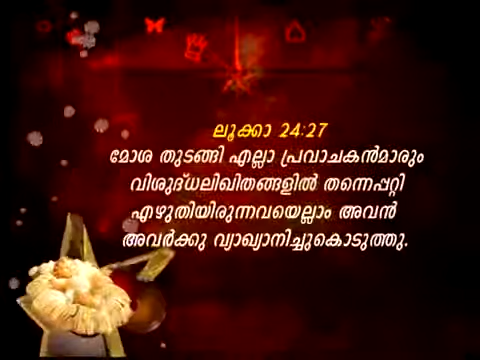 ലൂക്കാ 24:27
മോശ തുടങ്ങി എല്ലാ പ്രവാചകൻമാരും
വിശുദ്ധലിഖിതങ്ങളിൽ തന്നെപ്പറ്റി
എഴുതിയിരുന്നവയെല്ലാം അവൻ
അവർക്കു വ്യാഖ്യാനിച്ചുകൊടുത്തു.